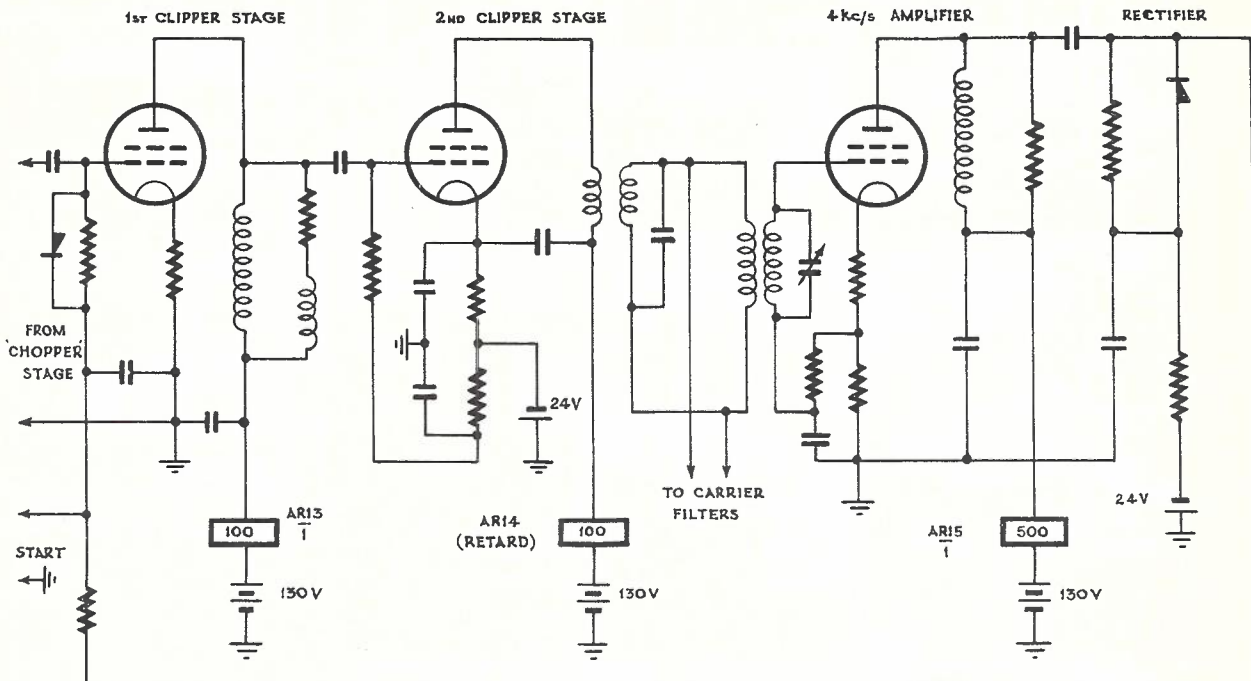 1ST CLIPPER STAGE
2ND CLIPPER STAGE
4kc/s AMPLIFIER
RECTIFIER
FROM
'CHOPPER'
STAGE
24V
TO CARRIER
FILTERS
24V
START
100
AR13
1
AR14
(RETARD)
100
AR15
1
500
130V
130V
130V